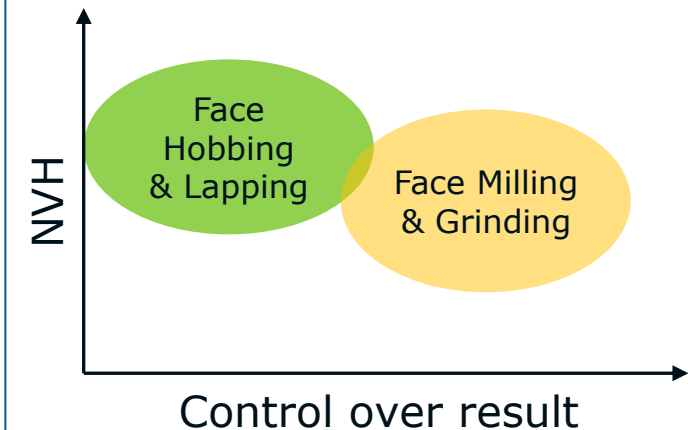 NVH
Face
Hobbing
& Lapping
Face Milling
& Grinding
Control over result